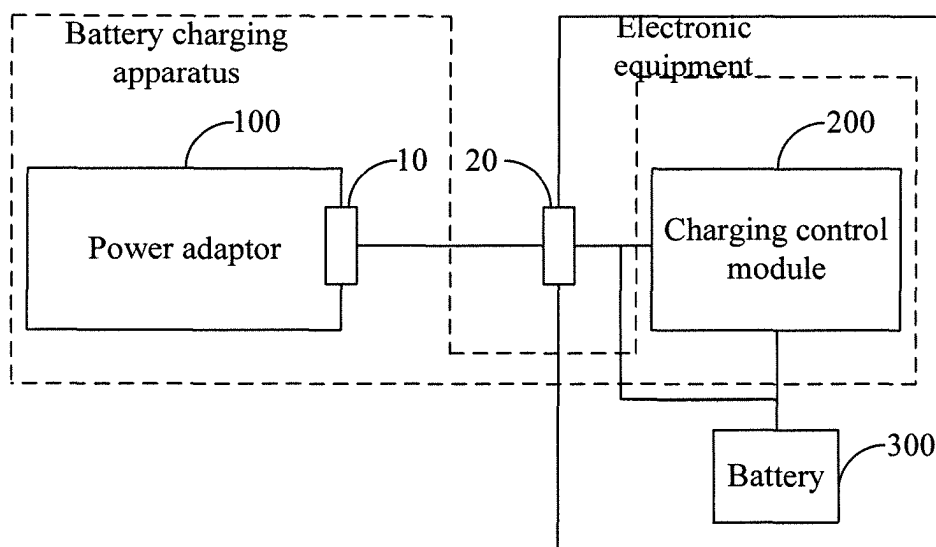 Battery charging
apparatus
Electronic
equipment
100
10
20
200
Power adaptor
Charging control
module
Battery
300